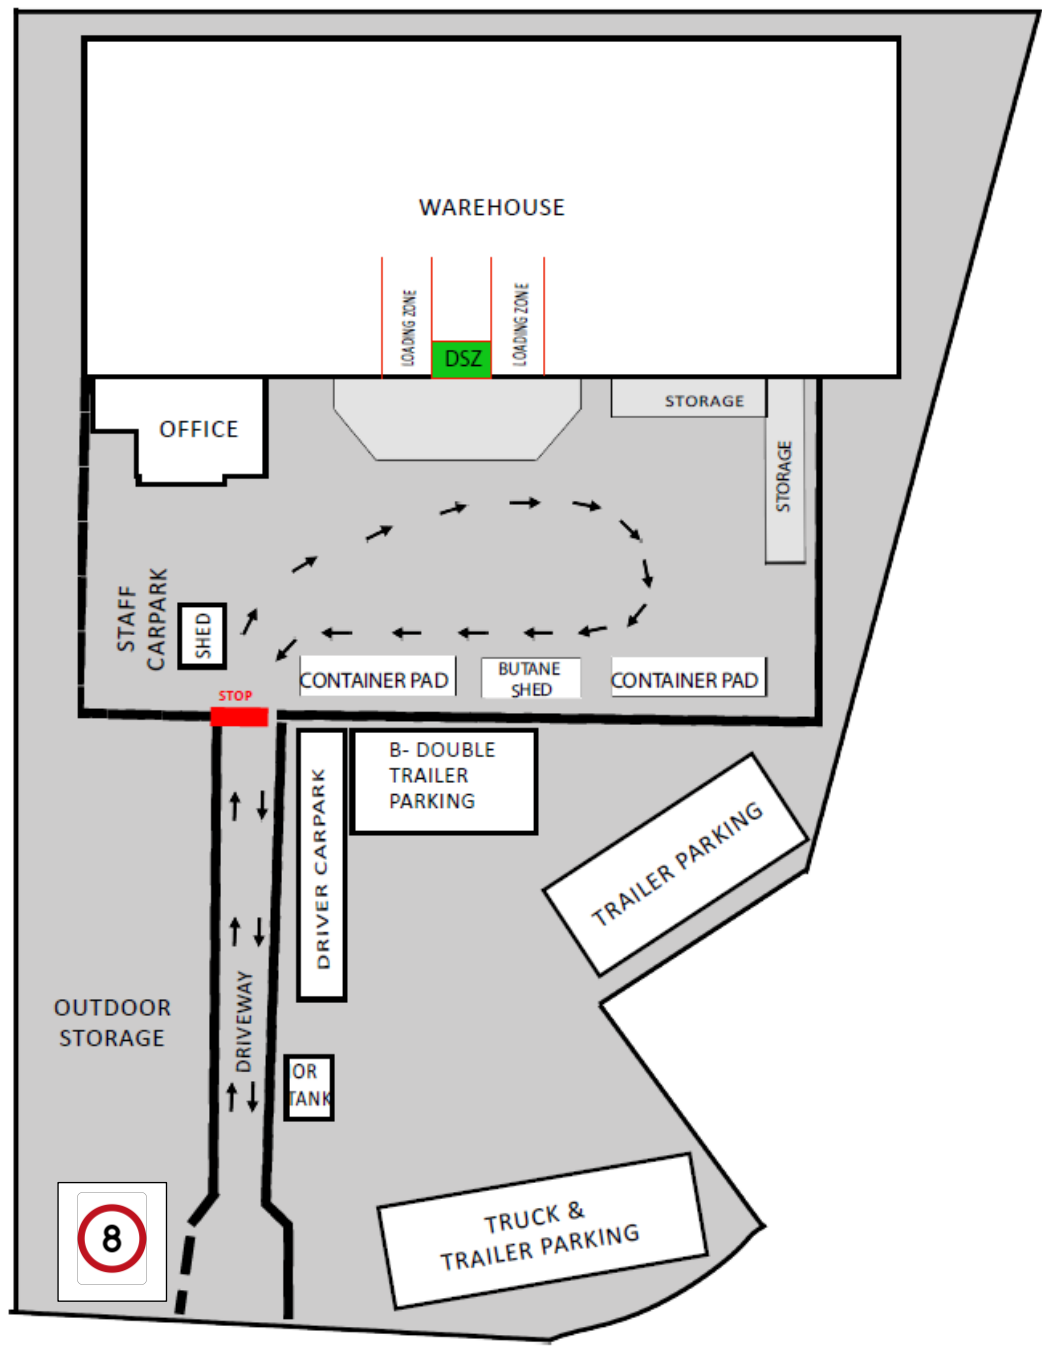 WAREHOUSE
LOADING ZONE
DSZ
LOADING ZONE
OFFICE
STORAGE
STORAGE
STAFF
CARPARK
SHED
CONTAINER PAD
BUTANE
SHED
CONTAINER PAD
STOP
B- DOUBLE
TRAILER
PARKING
DRIVER CARPARK
TRAILER PARKING
OUTDOOR
STORAGE
DRIVEWAY
OR
TANK
TRUCK &
TRAILER PARKING
8